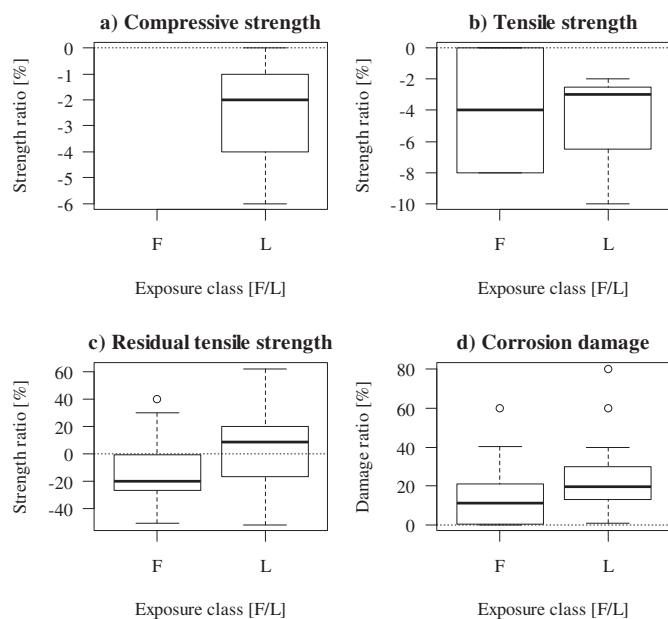 a) Compressive strength
Strength ratio [%]
0
-1
-2
-3
-4
-5
-6
F
L
Exposure class [F/L]
b) Tensile strength
Strength ratio [%]
0
-2
-4
-6
-8
-10
F
L
Exposure class [F/L]
c) Residual tensile strength
Strength ratio [%]
60
40
20
0
-20
-40
F
L
Exposure class [F/L]
d) Corrosion damage
Damage ratio [%]
80
60
40
20
0
F
L
Exposure class [F/L]